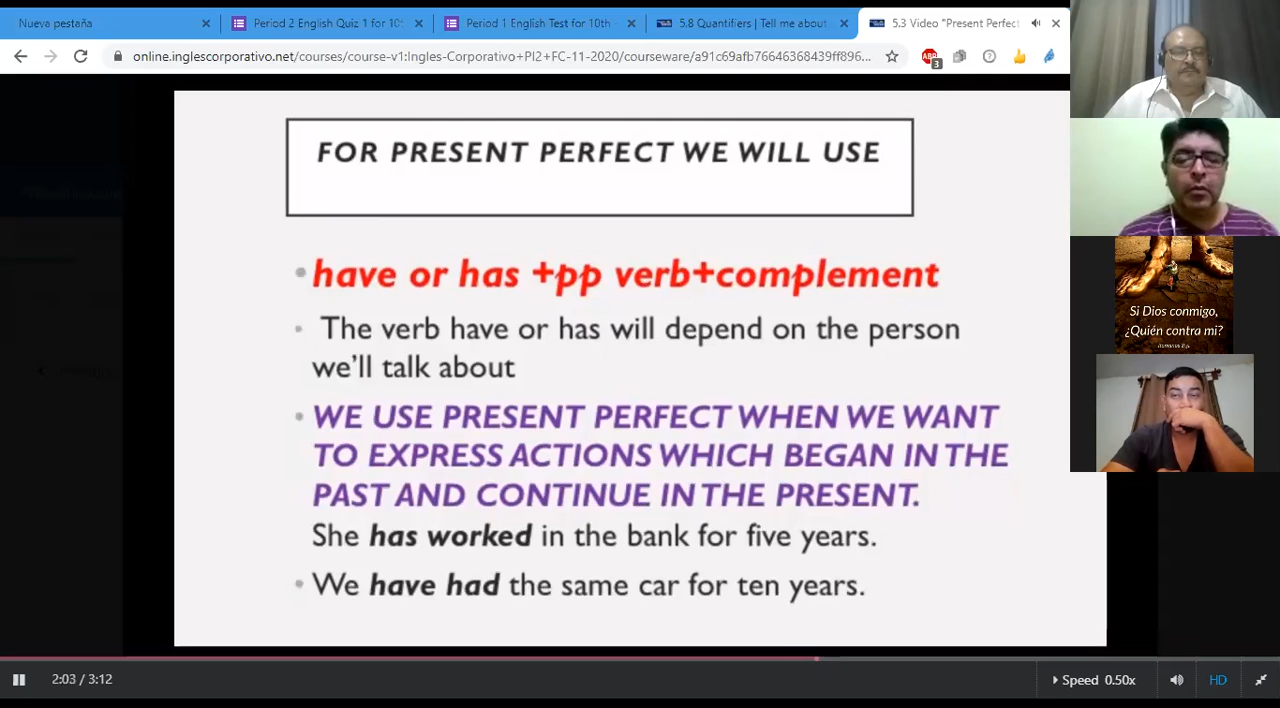 Nueva pestaña
Period 2 English Quiz 1 for 10
Period 1 English Test for 10th
5.8 Quantifiers | Tell me about
5.3 Video "Present Perfect
online.inglescorporativo.net/courses/course-v1:Ingles-Corporativo+PI2+FC-11-2020/courseware/a91c69afb76646368439ff896...
3
FOR PRESENT PERFECT WE WILL USE
have or has +pp verb+complement
The verb have or has will depend on the person
we'll talk about
WE USE PRESENT PERFECT WHEN WE WANT
TO EXPRESS ACTIONS WHICH BEGAN IN THE
PAST AND CONTINUE IN THE PRESENT.
She has worked in the bank for five years.
We have had the same car for ten years.
Si Dios conmigo,
¿Quién contra mi?
2:03 / 3:12
Speed 0.50x
HD